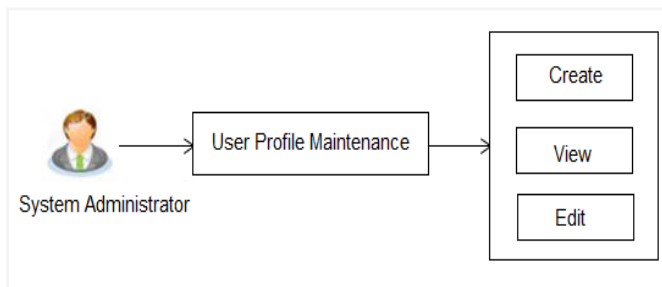 System Administrator
User Profile Maintenance
Create
View
Edit